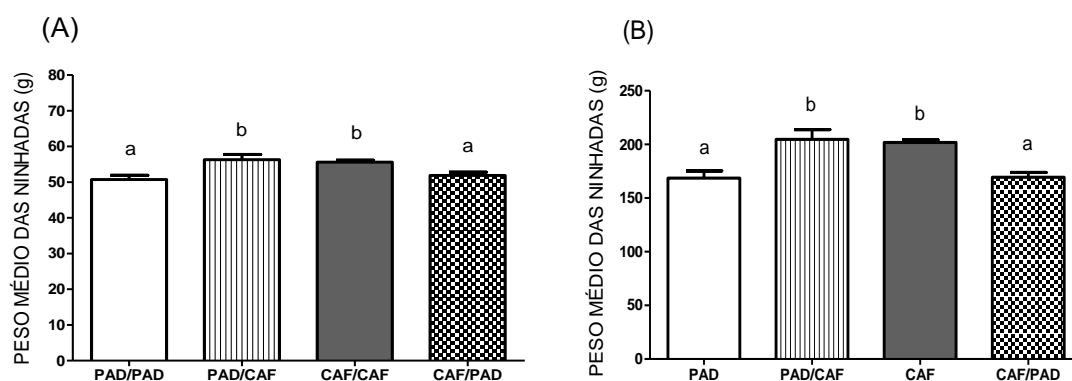 (A)
PESO MÉDIO DAS NINHADAS (g)
80
70
60
50
40
30
20
10
0
a
b
b
a
PAD/PAD PAD/CAF CAF/CAF CAF/PAD
(B)
PESO MÉDIO DAS NINHADAS (g)
250
200
150
100
50
0
a
b
b
a
PAD PAD/CAF CAF CAF/PAD